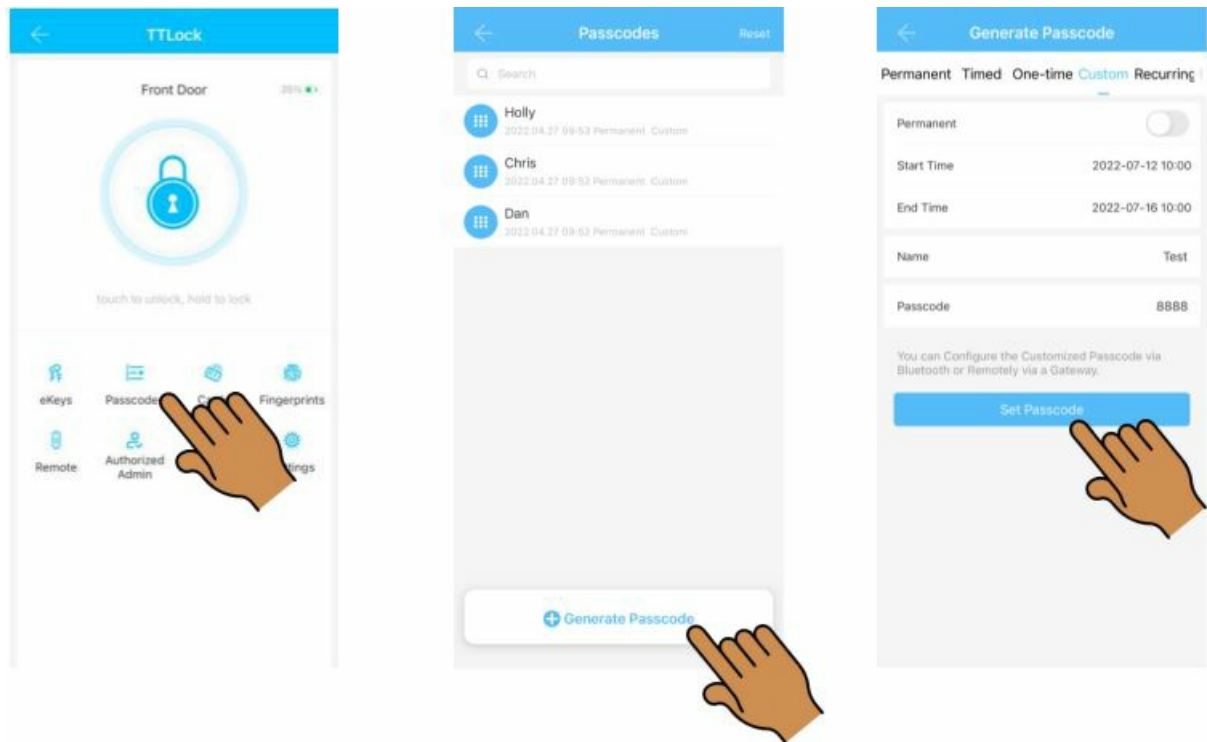 TTLock
Front Door
touch to unlock, hold to lock
eKeys
Passcode
Fingerprints
Remote
Authorized
Admin
tings
Passcodes
Reset
Search
Holly
2022.04.27 09:53 Permanent Custom
Chris
2022.04.27 09:52 Permanent Custom
Dan
2022.04.27 09:52 Permanent Custom
Generate Passcode
Generate Passcode
Permanent Timed One-time Custom Recurring
Permanent
Start Time 2022-07-12 10:00
End Time 2022-07-16 10:00
Name Test
Passcode 8888
You can Configure the Customized Passcode via
Bluetooth or Remotely via a Gateway.
Set Passcode